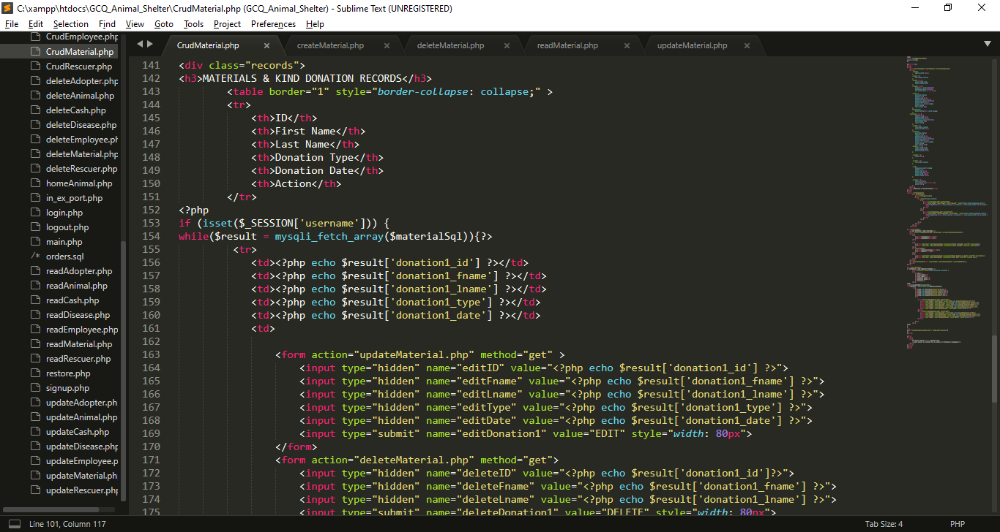 C:\xampp\htdocs\GCQ_Animal_Shelter\CrudMaterial.php (GCQ_Animal_Shelter) - Sublime Text (UNREGISTERED)
File Edit Selection Find View Goto Tools Project Preferences Help
CrudEmployee.php
CrudMaterial.php
CrudRescuer.php
deleteAdopter.php
deleteAnimal.php
deleteCash.php
deleteDisease.php
deleteEmployee.ph
deleteMaterial.php
deleteRescuer.php
homeAnimal.php
in_ex_port.php
login.php
logout.php
main.php
/* orders.sql
readAdopter.php
readAnimal.php
readCash.php
readDisease.php
readEmployee.php
readMaterial.php
readRescuer.php
restore.php
signup.php
updateAdopter.ph
updateAnimal.php
updateCash.php
updateDisease.php
updateEmployee.p
updateMaterial.ph
updateRescuer.php
CrudMaterial.php × createMaterial.php × deleteMaterial.php × readMaterial.php × updateMaterial.php ×
141 <div class="records">
142 <h3>MATERIALS & KIND DONATION RECORDS</h3>
143 <table border="1" style="border-collapse: collapse;" >
144 <tr>
145 <th>ID</th>
146 <th>First Name</th>
147 <th>Last Name</th>
148 <th>Donation Type</th>
149 <th>Donation Date</th>
150 <th>Action</th>
151 </tr>
152 <?php
153 if (isset($_SESSION['username'])) {
154 while($result = mysqli_fetch_array($materialSql)){?>
155 <tr>
156 <td><?php echo $result['donation1_id'] ?></td>
157 <td><?php echo $result['donation1_fname'] ?></td>
158 <td><?php echo $result['donation1_lname'] ?></td>
159 <td><?php echo $result['donation1_type'] ?></td>
160 <td><?php echo $result['donation1_date'] ?></td>
161 <td>
162
163 <form action="updateMaterial.php" method="get" >
164 <input type="hidden" name="editID" value="<?php echo $result['donation1_id'] ?>">
165 <input type="hidden" name="editFname" value="<?php echo $result['donation1_fname'] ?>">
166 <input type="hidden" name="editLname" value="<?php echo $result['donation1_lname'] ?>">
167 <input type="hidden" name="editType" value="<?php echo $result['donation1_type'] ?>">
168 <input type="hidden" name="editDate" value="<?php echo $result['donation1_date'] ?>">
169 <input type="submit" name="editDonation1" value="EDIT" style="width: 80px">
170 </form>
171 <form action="deleteMaterial.php" method="get">
172 <input type="hidden" name="deleteID" value="<?php echo $result['donation1_id']?>">
173 <input type="hidden" name="deleteFname" value="<?php echo $result['donation1_fname'] ?>">
174 <input type="hidden" name="deleteLname" value="<?php echo $result['donation1_lname'] ?>">
175 <input type="submit" name="deleteDonation1" value="DELETE" style="width: 80px">
Line 101, Column 117 Tab Size: 4 PHP